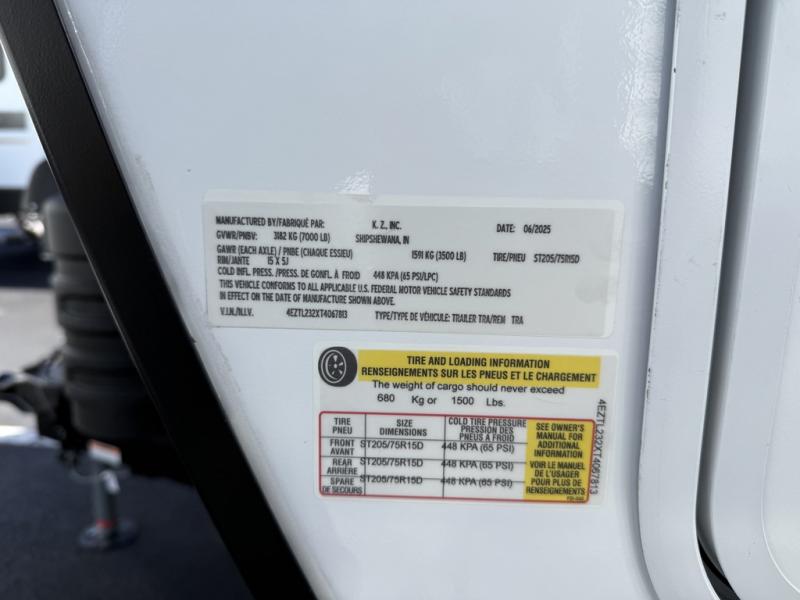 MANUFACTURED BY/FABRIQUÉ PAR: K. Z., INC. DATE: 06/2025
GVWR/PNBV: 3182 KG (7000 LB) SHIPSHEWANA, IN
GAWR (EACH AXLE) / PNBE (CHAQUE ESSIEU) 1591 KG (3500 LB) TIRE/PNEU ST205/75R15D
RIM/JANTE 15 X 5J
COLD INFL. PRESS. /PRESS. DE GONFL. À FROID 448 KPA (65 PSI/LPC)
THIS VEHICLE CONFORMS TO ALL APPLICABLE U.S. FEDERAL MOTOR VEHICLE SAFETY STANDARDS
IN EFFECT ON THE DATE OF MANUFACTURE SHOWN ABOVE.
V.I.N./N.I.V. 4EZTL232XT4067813 TYPE/TYPE DE VÉHICULE: TRAILER TRA/REM TRA
TIRE AND LOADING INFORMATION
RENSEIGNEMENTS SUR LES PNEUS ET LE CHARGEMENT
The weight of cargo should never exceed
680 Kg or 1500 Lbs.
TIRE
PNEU
SIZE
DIMENSIONS
COLD TIRE PRESSURE
PRESSION DES
PNEUS À FROID
FRONT
AVANT
ST205/75R15D
448 KPA (65 PSI)
REAR
ARRIÈRE
ST205/75R15D
448 KPA (65 PSI)
SPARE
DE SECOURS
ST205/75R15D
448 KPA (65 PSI)
SEE OWNER'S
MANUAL FOR
ADDITIONAL
INFORMATION
VOIR LE MANUEL
DE L'USAGER
POUR PLUS DE
RENSEIGNEMENTS
4EZTL232XT4067813